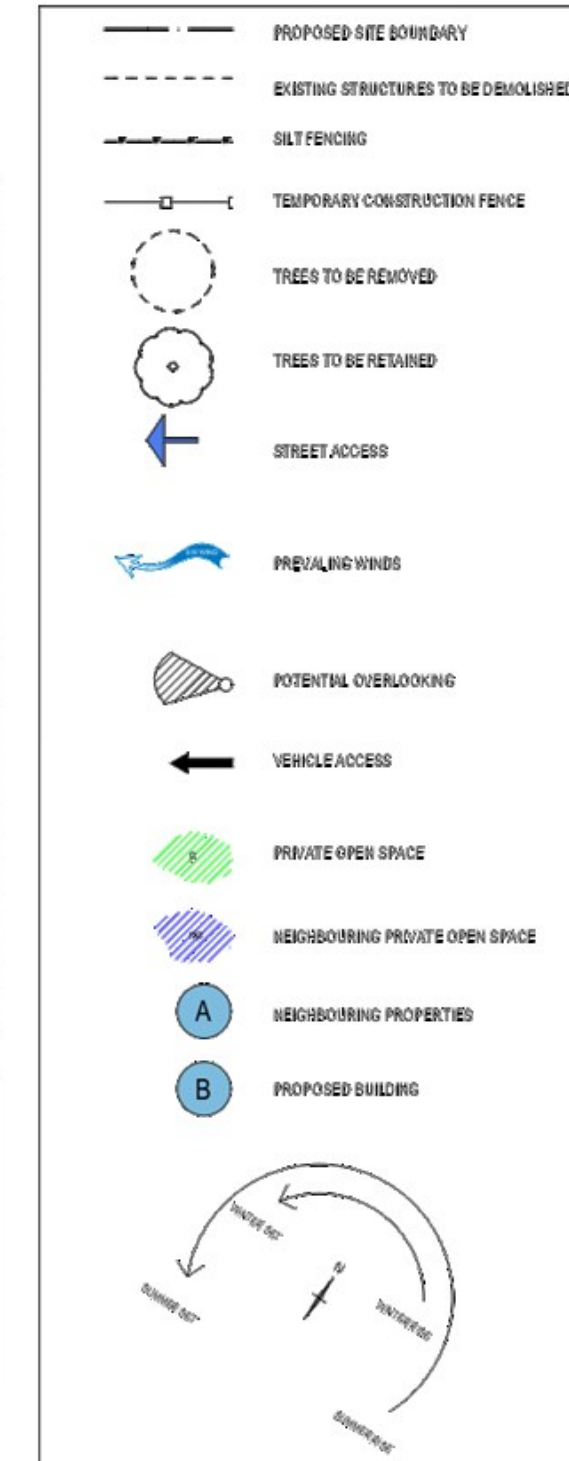 PROPOSED SITE BOUNDARY
EXISTING STRUCTURES TO BE DEMOLISHED
SILT FENCING
TEMPORARY CONSTRUCTION FENCE
TREES TO BE REMOVED
TREES TO BE RETAINED
STREET ACCESS
PREVALING WINDS
POTENTIAL OVERLOOKING
VEHICLE ACCESS
PRIVATE OPEN SPACE
NEIGHBOURING PRIVATE OPEN SPACE
A NEIGHBOURING PROPERTIES
B PROPOSED BUILDING
WINTER SET
N
SUMMER SET
WINTER RISE
SUMMER RISE